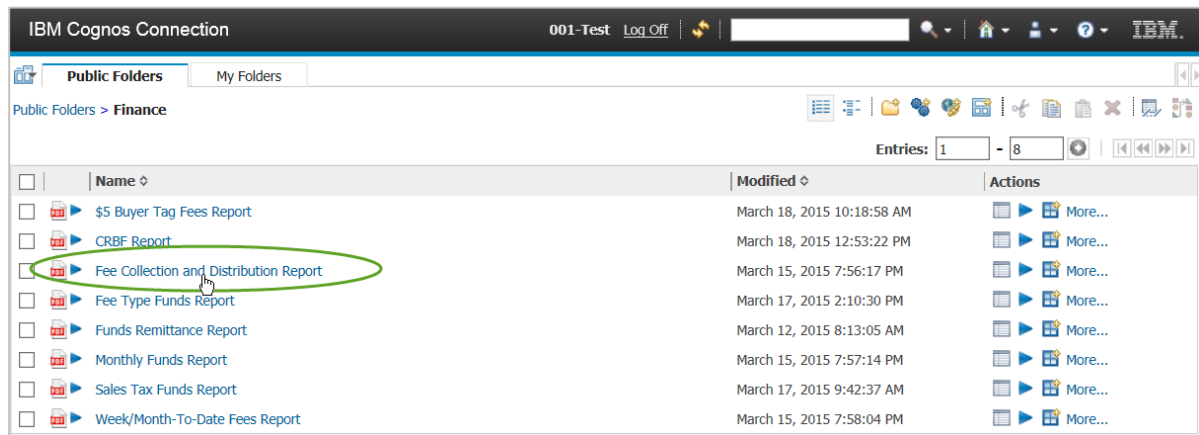 IBM Cognos Connection 001-Test Log Off IBM.
Public Folders My Folders
Public Folders > Finance
Entries: 1 - 8
Name Modified Actions
$5 Buyer Tag Fees Report March 18, 2015 10:18:58 AM More...
CRBF Report March 18, 2015 12:53:22 PM More...
Fee Collection and Distribution Report March 15, 2015 7:56:17 PM More...
Fee Type Funds Report March 17, 2015 2:10:30 PM More...
Funds Remittance Report March 12, 2015 8:13:05 AM More...
Monthly Funds Report March 15, 2015 7:57:14 PM More...
Sales Tax Funds Report March 17, 2015 9:42:37 AM More...
Week/Month-To-Date Fees Report March 15, 2015 7:58:04 PM More...